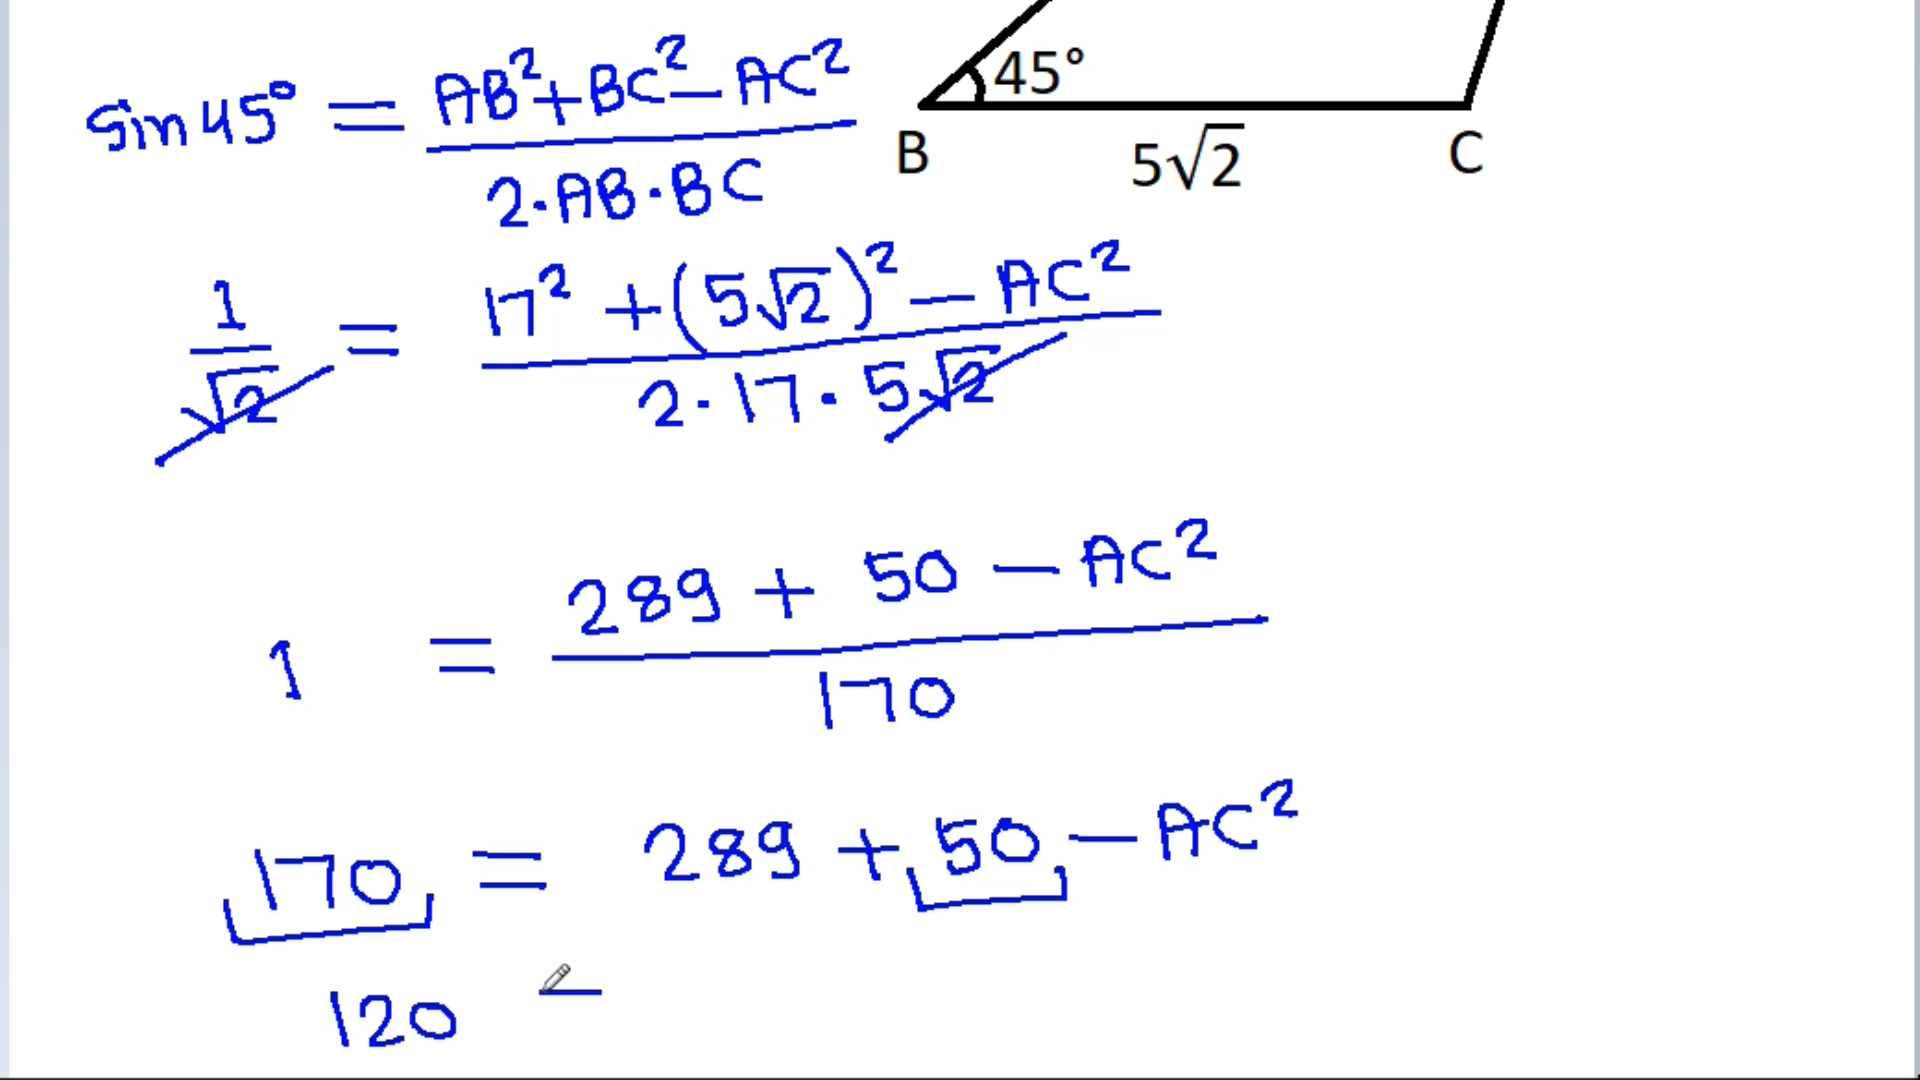 sin 45° = AB² + BC² − AC² / 2·AB·BC
45°
B 5√2 C
1/√2 = 17² + (5√2)² − AC² / 2·17·5√2
1 = 289 + 50 − AC² / 170
170 = 289 + 50 − AC²
120